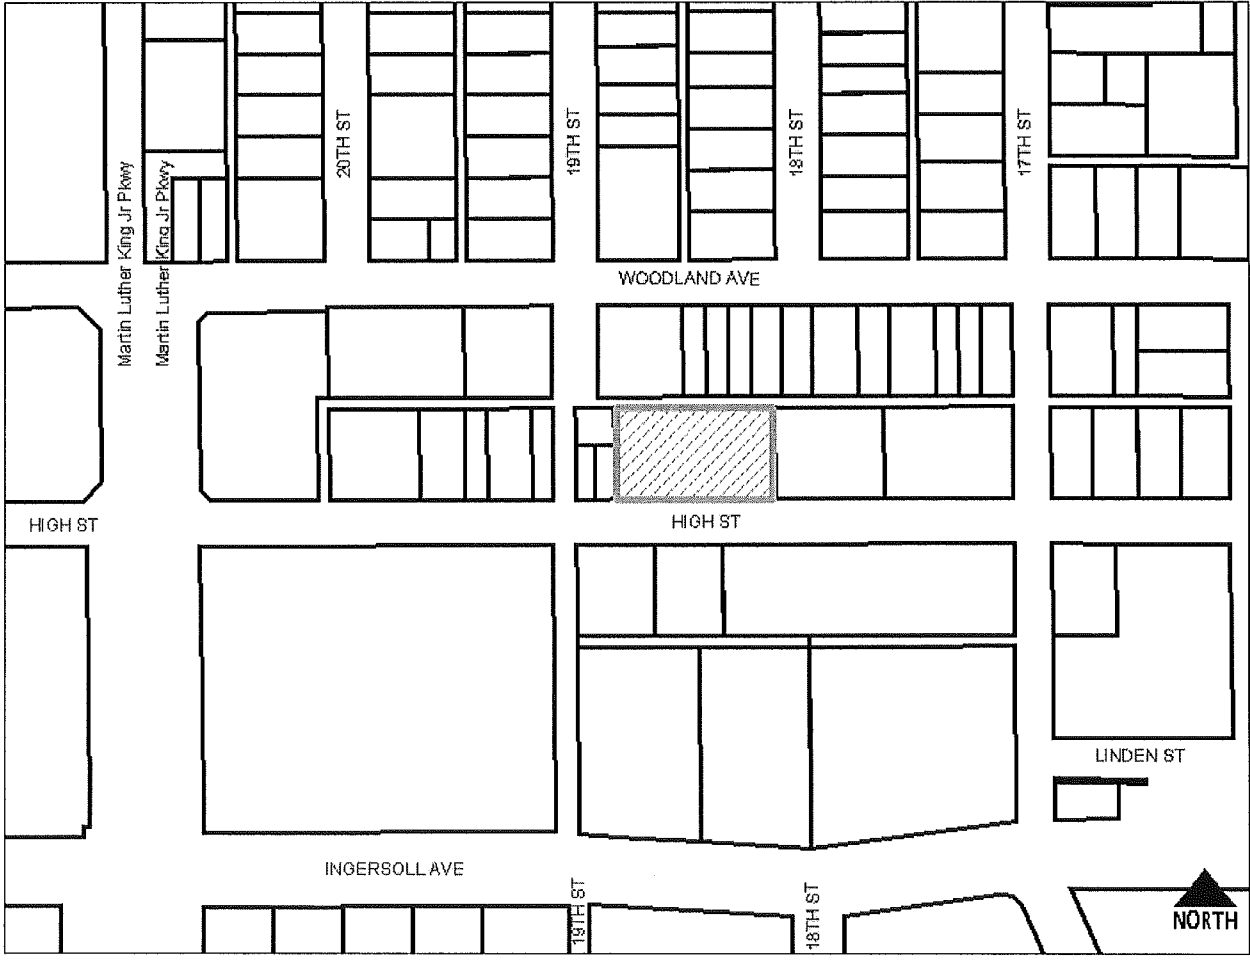 20TH ST
19TH ST
18TH ST
17TH ST
Martin Luther King Jr Pkwy
Martin Luther King Jr Pkwy
WOODLAND AVE
HIGH ST
HIGH ST
LINDEN ST
INGERSOLL AVE
19TH ST
18TH ST
NORTH